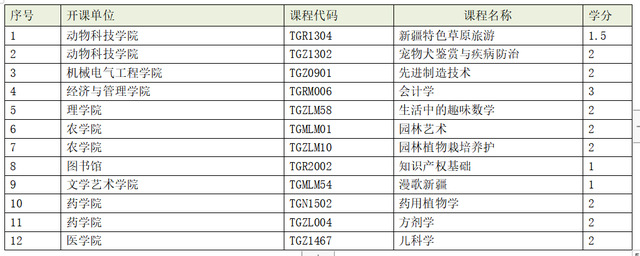 序号 开课单位 课程代码 课程名称 学分
1 动物科技学院 TGR1304 新疆特色草原旅游 1.5
2 动物科技学院 TGZ1302 宠物犬鉴赏与疾病防治 2
3 机械电气工程学院 TGZ0901 先进制造技术 2
4 经济与管理学院 TGRM006 会计学 3
5 理学院 TGZLM58 生活中的趣味数学 2
6 农学院 TGMLM01 园林艺术 2
7 农学院 TGZLM10 园林植物栽培养护 2
8 图书馆 TGR2002 知识产权基础 1
9 文学艺术学院 TGMLM54 漫歌新疆 1
10 药学院 TGN1502 药用植物学 2
11 药学院 TGZL004 方剂学 2
12 医学院 TGZ1467 儿科学 2